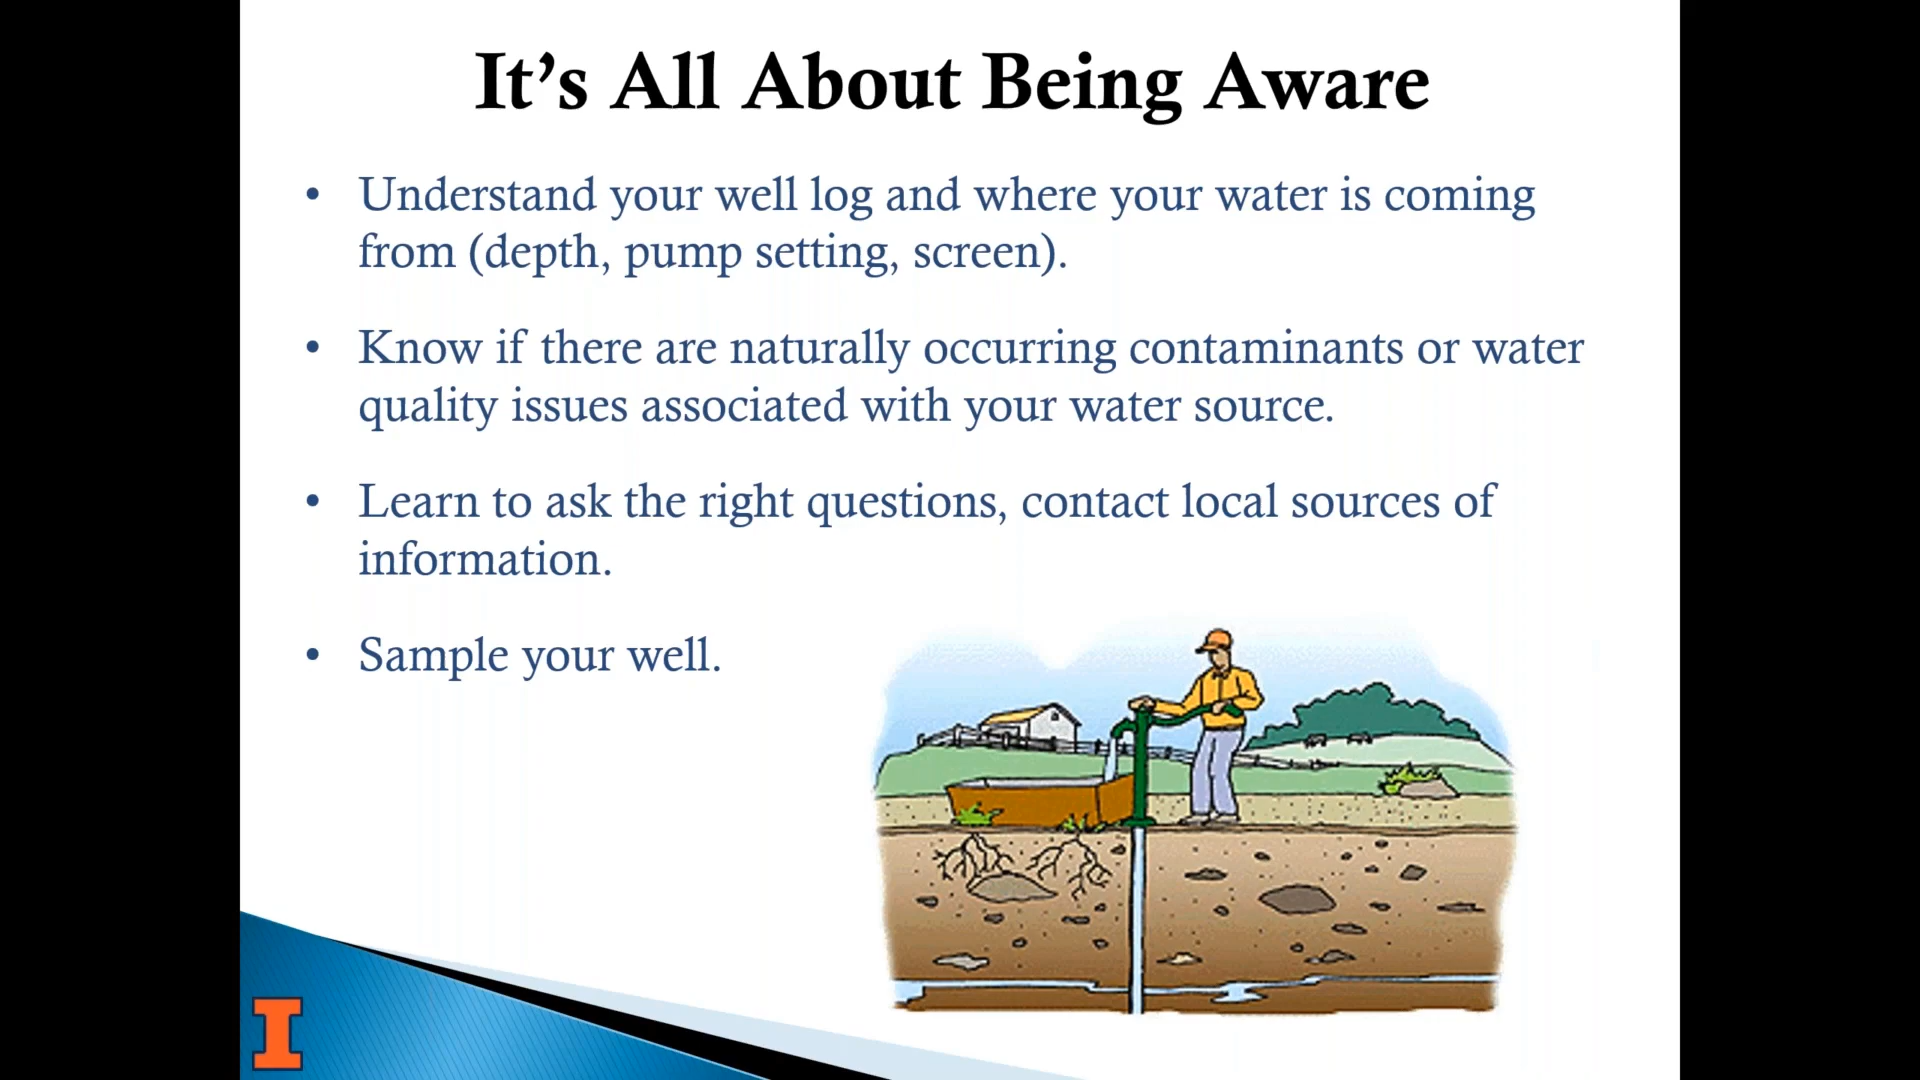 It’s All About Being Aware
• Understand your well log and where your water is coming
from (depth, pump setting, screen).
• Know if there are naturally occurring contaminants or water
quality issues associated with your water source.
• Learn to ask the right questions, contact local sources of
information.
• Sample your well.
I